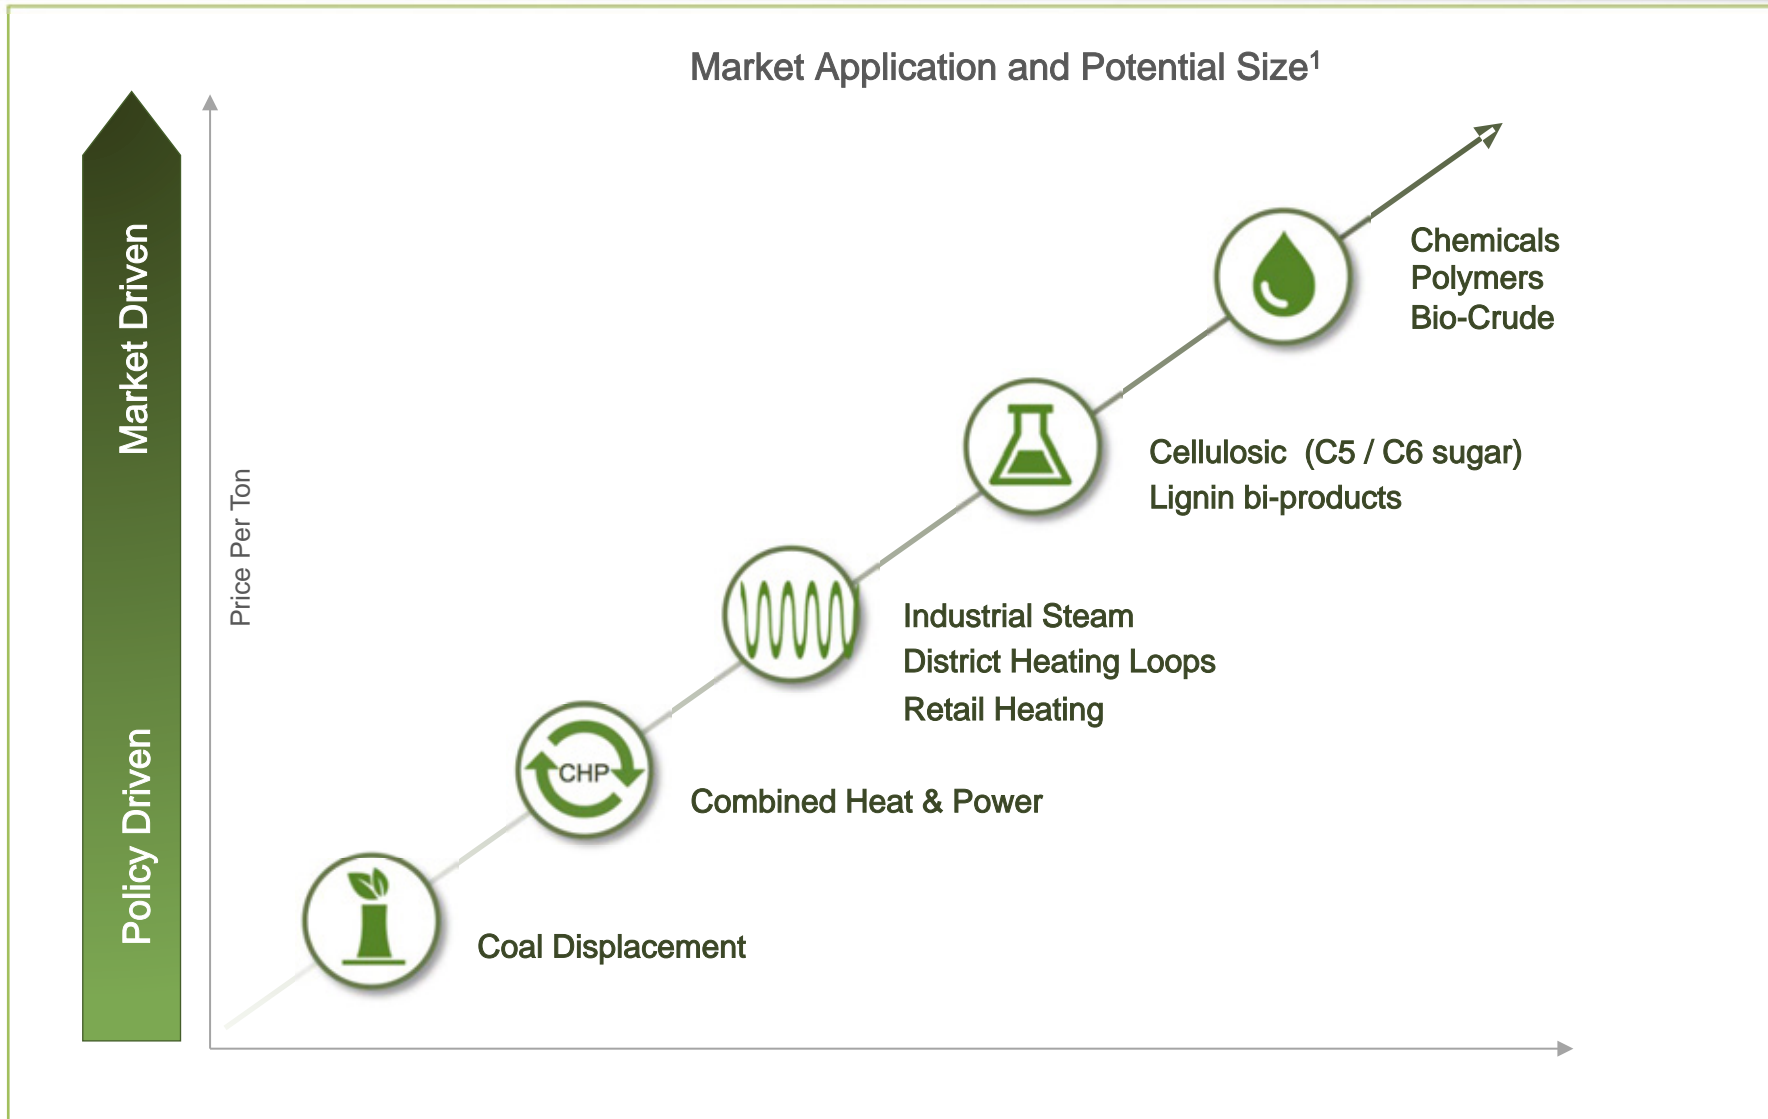 Market Application and Potential Size¹
Market Driven
Policy Driven
Price Per Ton
Chemicals
Polymers
Bio-Crude
Cellulosic (C5 / C6 sugar)
Lignin bi-products
Industrial Steam
District Heating Loops
Retail Heating
CHP
Combined Heat & Power
Coal Displacement